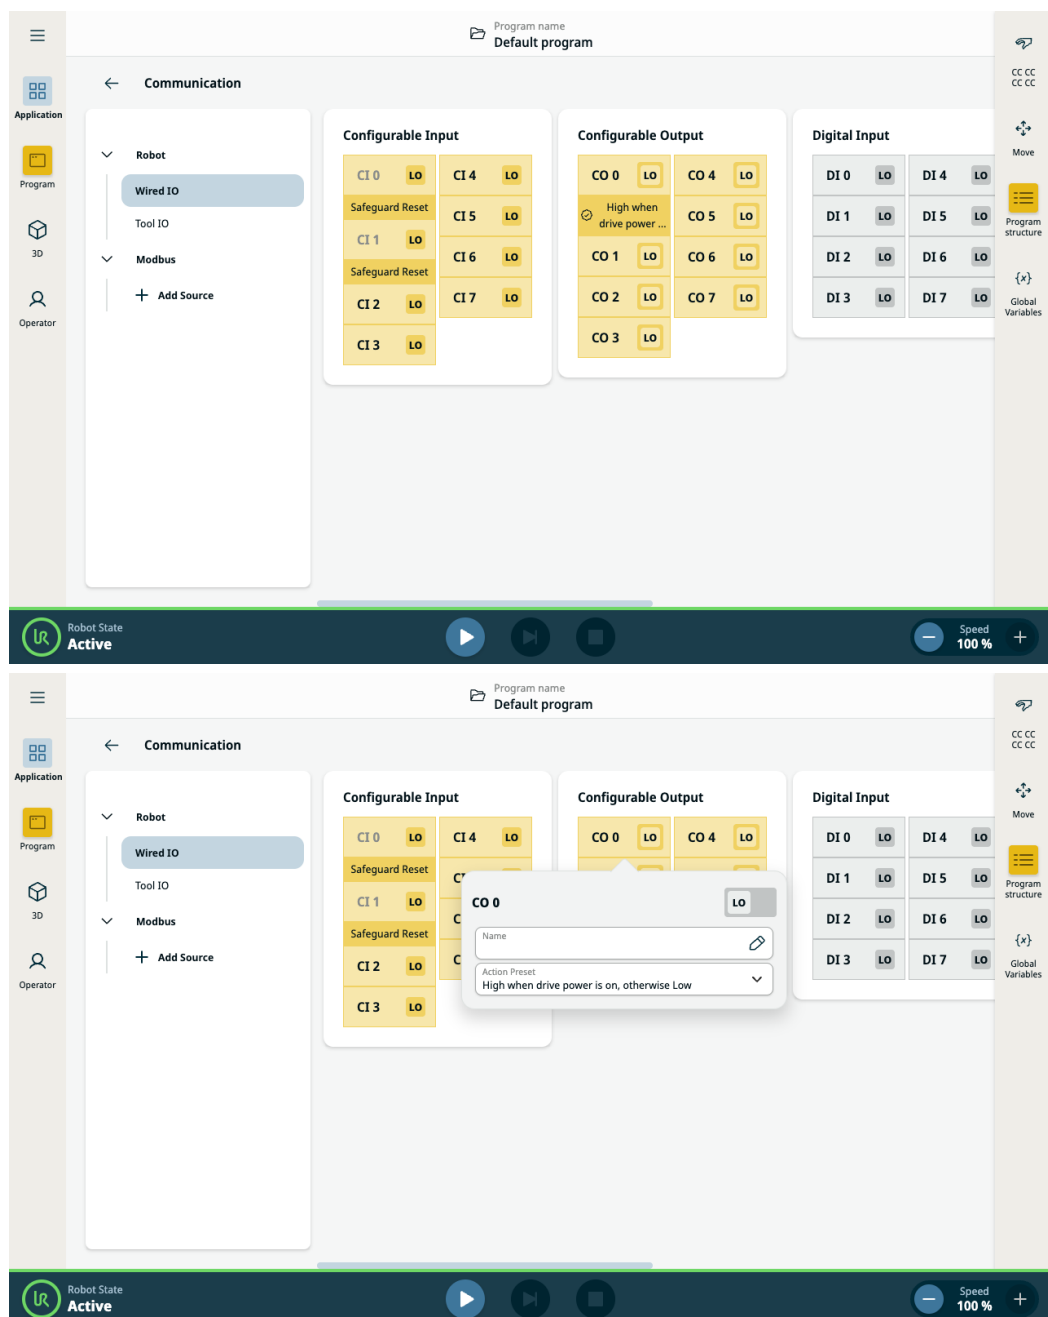 Program name
Default program
Communication
Application
Program
3D
Operator
Robot
Wired IO
Tool IO
Modbus
Add Source
Configurable Input
CI 0 LO CI 4 LO
Safeguard Reset
CI 5 LO
CI 1 LO
CI 6 LO
Safeguard Reset
CI 2 LO
CI 7 LO
CI 3 LO
Configurable Output
CO 0 LO CO 4 LO
High when
drive power ...
CO 5 LO
CO 1 LO CO 6 LO
CO 2 LO CO 7 LO
CO 3 LO
Digital Input
DI 0 LO DI 4 LO
DI 1 LO DI 5 LO
DI 2 LO DI 6 LO
DI 3 LO DI 7 LO
CC CC
CC CC
Move
Program
structure
{x}
Global
Variables
UR
Robot State
Active
Speed
100 %
Program name
Default program
Communication
Application
Program
3D
Operator
Robot
Wired IO
Tool IO
Modbus
Add Source
Configurable Input
CI 0 LO CI 4 LO
Safeguard Reset
CI 1 LO
Safeguard Reset
CI 2 LO
CI 3 LO
Configurable Output
CO 0 LO CO 4 LO
CO 0 LO
Name
Action Preset
High when drive power is on, otherwise Low
Digital Input
DI 0 LO DI 4 LO
DI 1 LO DI 5 LO
DI 2 LO DI 6 LO
DI 3 LO DI 7 LO
CC CC
CC CC
Move
Program
structure
{x}
Global
Variables
UR
Robot State
Active
Speed
100 %